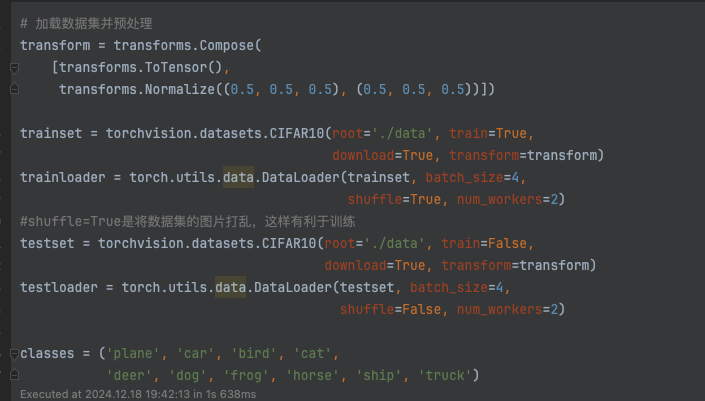 # 加载数据集并预处理
transform = transforms.Compose(
    [transforms.ToTensor(),
     transforms.Normalize((0.5, 0.5, 0.5), (0.5, 0.5, 0.5))])
trainset = torchvision.datasets.CIFAR10(root='./data', train=True,
                                        download=True, transform=transform)
trainloader = torch.utils.data.DataLoader(trainset, batch_size=4,
                                          shuffle=True, num_workers=2)
#shuffle=True是将数据集的图片打乱，这样有利于训练
testset = torchvision.datasets.CIFAR10(root='./data', train=False,
                                       download=True, transform=transform)
testloader = torch.utils.data.DataLoader(testset, batch_size=4,
                                         shuffle=False, num_workers=2)
classes = ('plane', 'car', 'bird', 'cat',
           'deer', 'dog', 'frog', 'horse', 'ship', 'truck')
Executed at 2024.12.18 19:42:13 in 1s 638ms